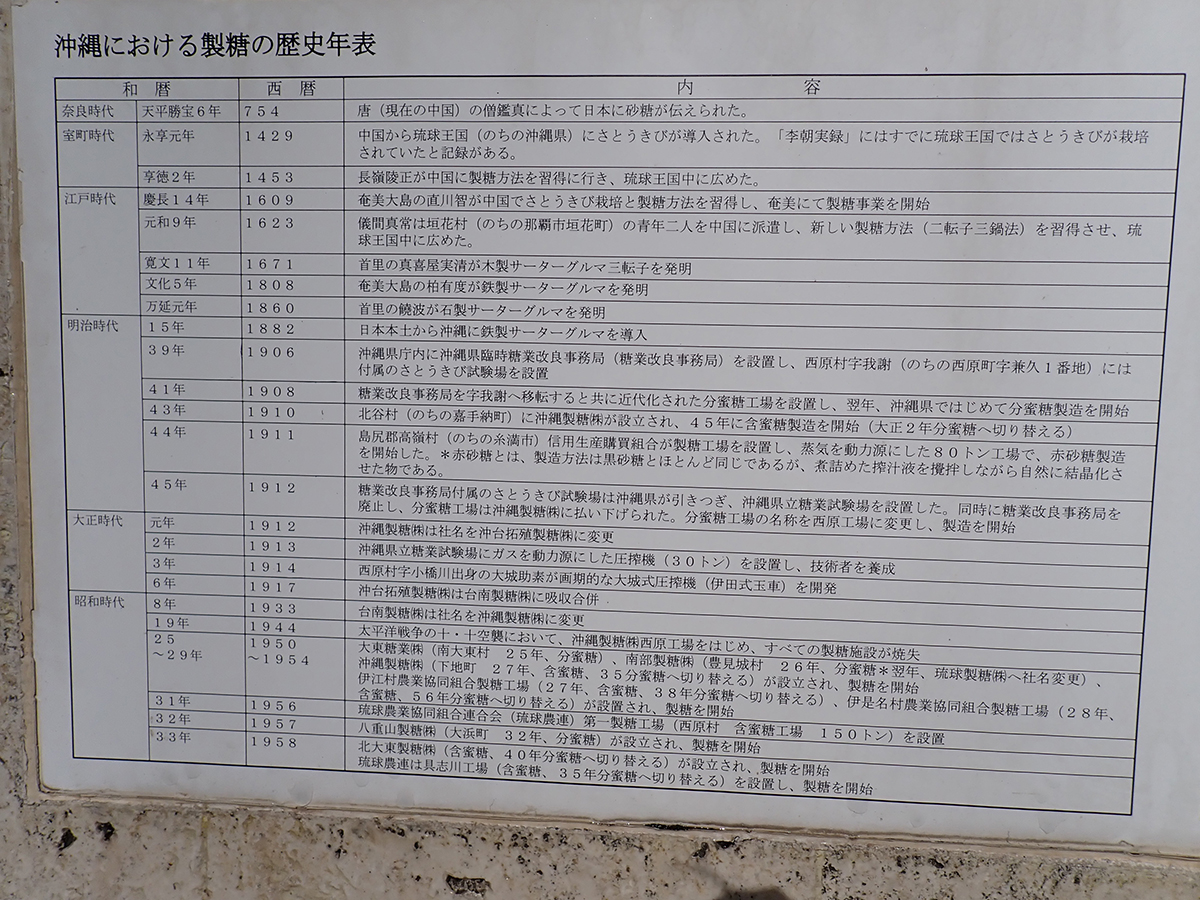 沖縄における製糖の歴史年表
和 暦 西 暦 内 容
奈良時代 天平勝宝6年 754 唐(現在の中国)の僧鑑真によって日本に砂糖が伝えられた。
室町時代 永享元年 1429 中国から琉球王国(のちの沖縄県)にさとうきびが導入された。「李朝実録」にはすでに琉球王国ではさとうきびが栽培
されていたと記録がある。
享徳2年 1453 長嶺陵正が中国に製糖方法を習得に行き、琉球王国中に広めた。
江戸時代 慶長14年 1609 奄美大島の直川智が中国でさとうきび栽培と製糖方法を習得し、奄美にて製糖事業を開始
元和9年 1623 儀間真常は垣花村(のちの那覇市垣花町)の青年二人を中国に派遣し、新しい製糖方法(二転子三鍋法)を習得させ、琉
球王国中に広めた。
寛文11年 1671 首里の真喜屋実清が木製サーターグルマ三転子を発明
文化5年 1808 奄美大島の柏有度が鉄製サーターグルマを発明
万延元年 1860 首里の饒波が石製サーターグルマを発明
明治時代 15年 1882 日本本土から沖縄に鉄製サーターグルマを導入
39年 1906 沖縄県庁内に沖縄県臨時糖業改良事務局(糖業改良事務局)を設置し、西原村字我謝(のちの西原町字兼久1番地)には
付属のさとうきび試験場を設置
41年 1908 糖業改良事務局を字我謝へ移転すると共に近代化された分蜜糖工場を設置し、翌年、沖縄県ではじめて分蜜糖製造を開始
43年 1910 北谷村(のちの嘉手納町)に沖縄製糖㈱が設立され、45年に含蜜糖製造を開始(大正2年分蜜糖へ切り替える)
44年 1911 島尻郡高嶺村(のちの糸満市)信用生産購買組合が製糖工場を設置し、蒸気を動力源にした80トン工場で、赤砂糖製造
を開始した。*赤砂糖とは、製造方法は黒砂糖とほとんど同じであるが、煮詰めた搾汁液を攪拌しながら自然に結晶化さ
せた物である。
45年 1912 糖業改良事務局付属のさとうきび試験場は沖縄県が引きつぎ、沖縄県立糖業試験場を設置した。同時に糖業改良事務局を
廃止し、分蜜工場は沖縄製糖㈱に払い下げられた。分蜜糖工場の名称を西原工場に変更し、製造を開始
大正時代 元年 1912 沖縄製糖㈱は社名を沖台拓殖製糖㈱に変更
2年 1913 沖縄県立糖業試験場にガスを動力源にした圧搾機(30トン)を設置し、技術者を養成
3年 1914 西原村字小橋川出身の大城助素が画期的な大城式圧搾機(伊田式玉車)を開発
6年 1917 沖台拓殖製糖㈱は台南製糖㈱に吸収合併
昭和時代 8年 1933 台南製糖㈱は社名を沖縄製糖㈱に変更
19年 1944 太平洋戦争の十・十空襲において、沖縄製糖㈱西原工場をはじめ、すべての製糖施設が焼失
25 1950 大東糖業㈱(南大東村 25年、分蜜糖)、南部製糖㈱(豊見城村 26年、分蜜糖*翌年、琉球製糖㈱へ社名変更)、
~29年 ~1954 沖縄製糖㈱(下地町 27年、含蜜糖、35分蜜糖へ切り替える)が設立され、製糖を開始
伊江村農業協同組合製糖工場(27年、含蜜糖、38年分蜜糖へ切り替える)、伊是名村農業協同組合製糖工場(28年、
含蜜糖、56年分蜜糖へ切り替える)が設置され、製糖を開始
31年 1956 琉球農業協同組合連合会(琉球農連)第一製糖工場(西原村 含蜜糖工場 150トン)を設置
32年 1957 八重山製糖㈱(大浜町 32年、分蜜糖)が設立され、製糖を開始
33年 1958 北大東製糖㈱(含蜜糖、40年分蜜糖へ切り替える)が設立され、製糖を開始
琉球農連は具志川工場(含蜜糖、35年分蜜糖へ切り替える)を設置し、製糖を開始